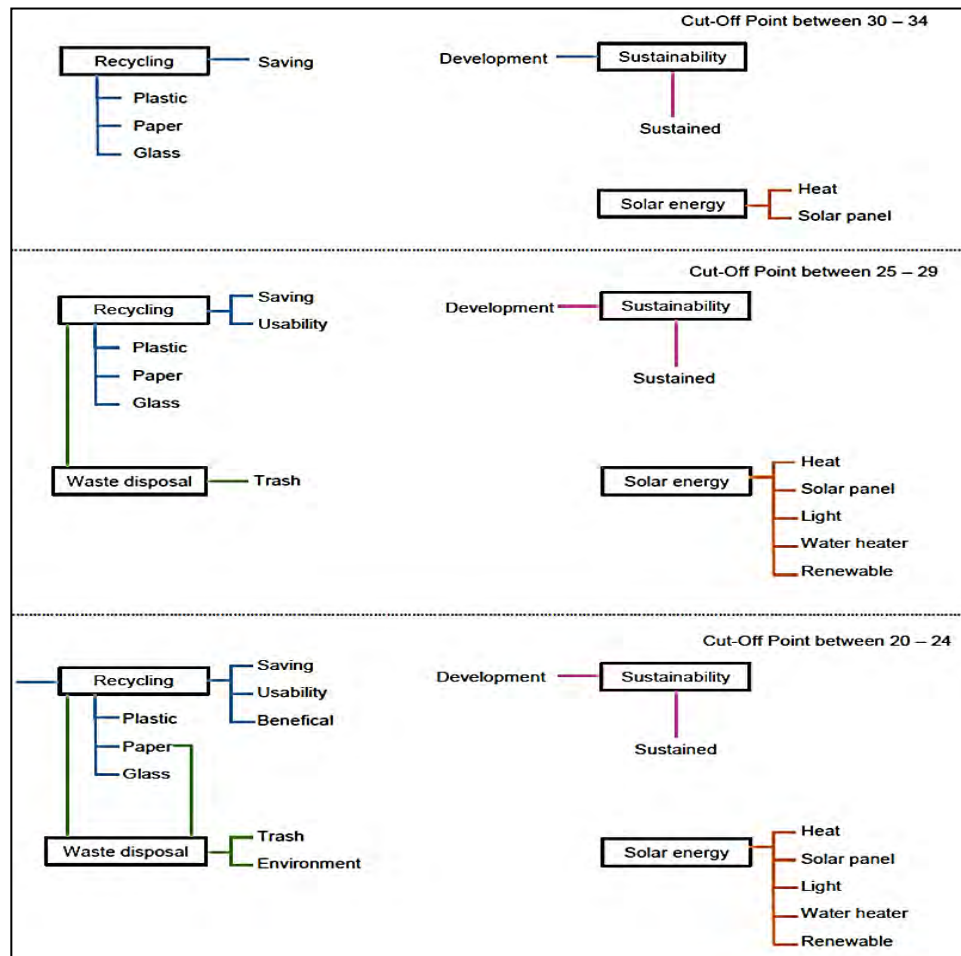 Cut-Off Point between 30 – 34
Recycling
Saving
Plastic
Paper
Glass
Development
Sustainability
Sustained
Solar energy
Heat
Solar panel
Cut-Off Point between 25 – 29
Recycling
Saving
Usability
Plastic
Paper
Glass
Waste disposal
Trash
Development
Sustainability
Sustained
Solar energy
Heat
Solar panel
Light
Water heater
Renewable
Cut-Off Point between 20 – 24
Recycling
Saving
Usability
Benefical
Plastic
Paper
Glass
Waste disposal
Trash
Environment
Development
Sustainability
Sustained
Solar energy
Heat
Solar panel
Light
Water heater
Renewable